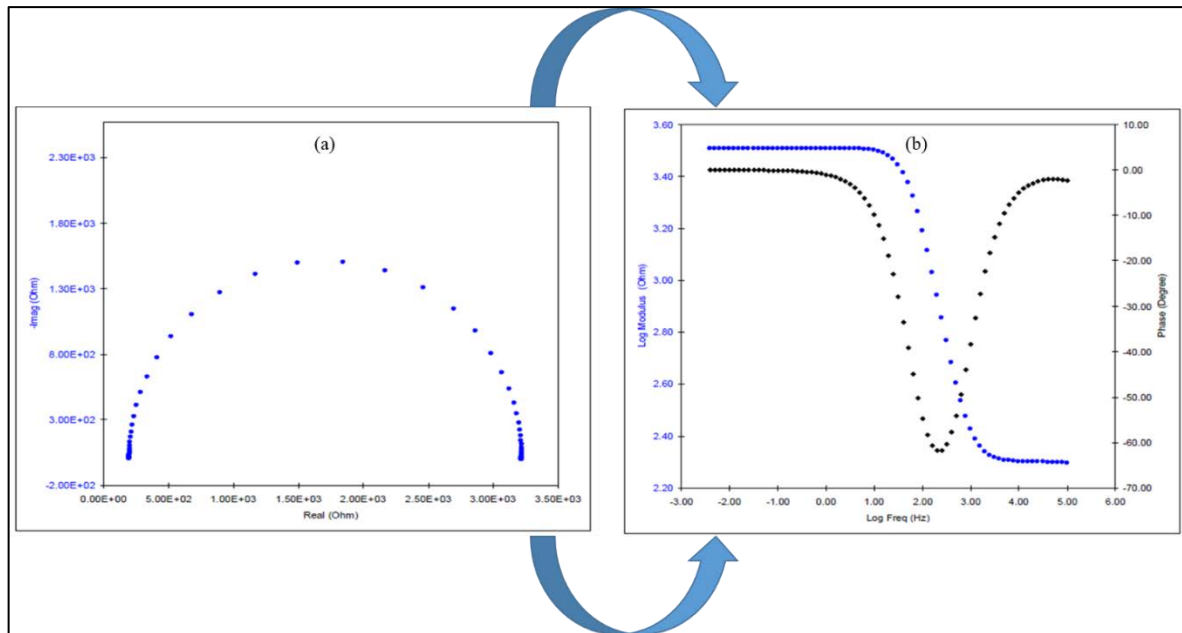 (a)
-Imag (Ohm)
2.30E+03
1.80E+03
1.30E+03
8.00E+02
3.00E+02
-2.00E+02
0.00E+00 5.00E+02 1.00E+03 1.50E+03 2.00E+03 2.50E+03 3.00E+03 3.50E+03
Real (Ohm)
(b)
Log Modulus (Ohm)
3.60
3.40
3.20
3.00
2.80
2.60
2.40
2.20
10.00
0.00
-10.00
-20.00
-30.00
-40.00
-50.00
-60.00
-70.00
Phase (Degree)
-3.00 -2.00 -1.00 0.00 1.00 2.00 3.00 4.00 5.00 6.00
Log Freq (Hz)